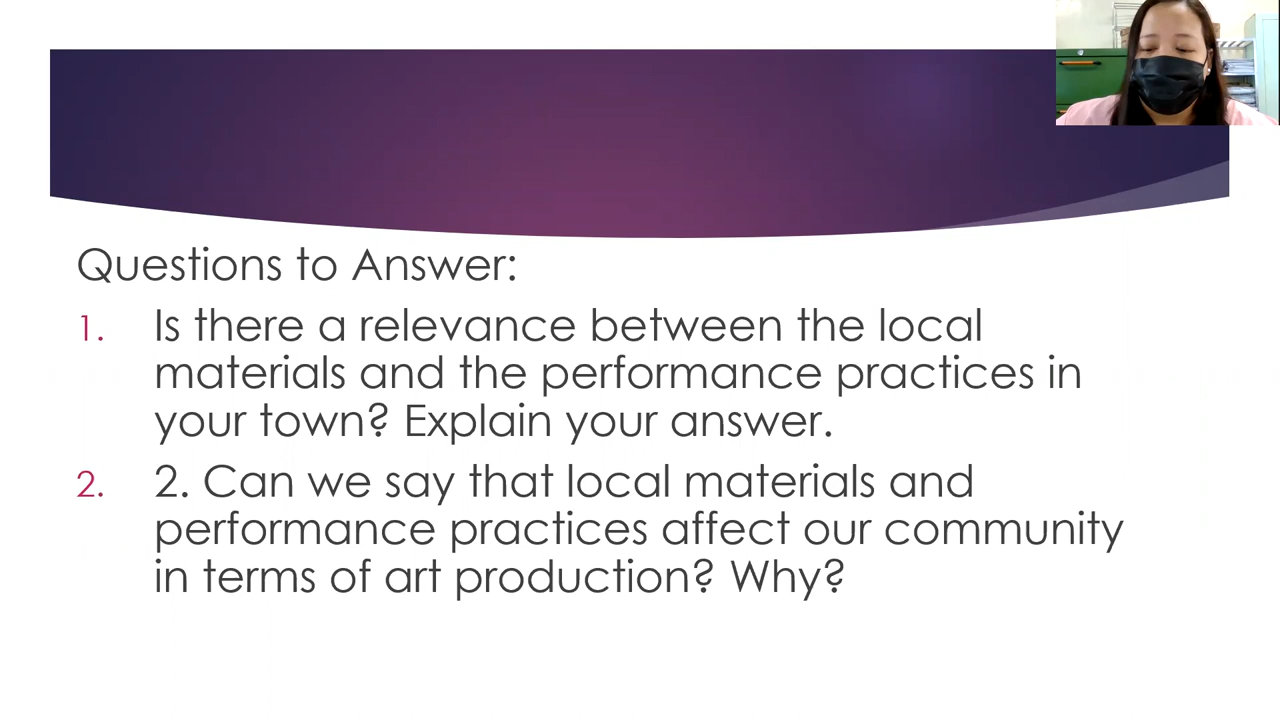 Questions to Answer:
1. Is there a relevance between the local
materials and the performance practices in
your town? Explain your answer.
2. 2. Can we say that local materials and
performance practices affect our community
in terms of art production? Why?